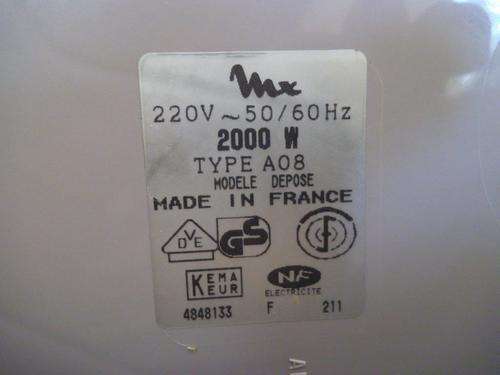 Mx
220V ~ 50/60Hz
2000 W
TYPE A08
MODELE DEPOSE
MADE IN FRANCE
DVE
GS
S
KEMA
KEUR
NF
ELECTRICITE
4848133 F 211